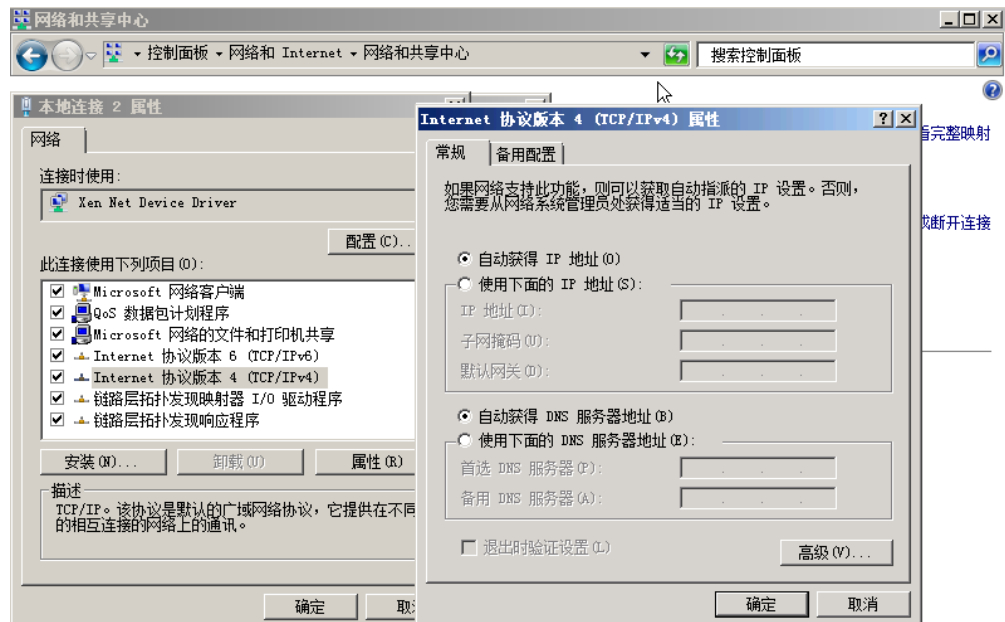 网络和共享中心
控制面板 网络和 Internet 网络和共享中心
搜索控制面板
本地连接 2 属性
网络
连接时使用:
Xen Net Device Driver
配置(C)..
此连接使用下列项目(O):
Microsoft 网络客户端
QoS 数据包计划程序
Microsoft 网络的文件和打印机共享
Internet 协议版本 6 (TCP/IPv6)
Internet 协议版本 4 (TCP/IPv4)
链路层拓扑发现映射器 I/O 驱动程序
链路层拓扑发现响应程序
安装(N)...
卸载(U)
属性(R)
描述
TCP/IP。该协议是默认的广域网络协议，它提供在不同
的相互连接的网络上的通讯。
确定
Internet 协议版本 4 (TCP/IPv4) 属性
常规
备用配置
如果网络支持此功能，则可以获取自动指派的 IP 设置。否则，
您需要从网络系统管理员处获得适当的 IP 设置。
自动获得 IP 地址(O)
使用下面的 IP 地址(S):
IP 地址(I):
子网掩码(U):
默认网关(D):
自动获得 DNS 服务器地址(B)
使用下面的 DNS 服务器地址(E):
首选 DNS 服务器(P):
备用 DNS 服务器(A):
退出时验证设置(L)
高级(V)...
确定
取消
完整映射
断开连接